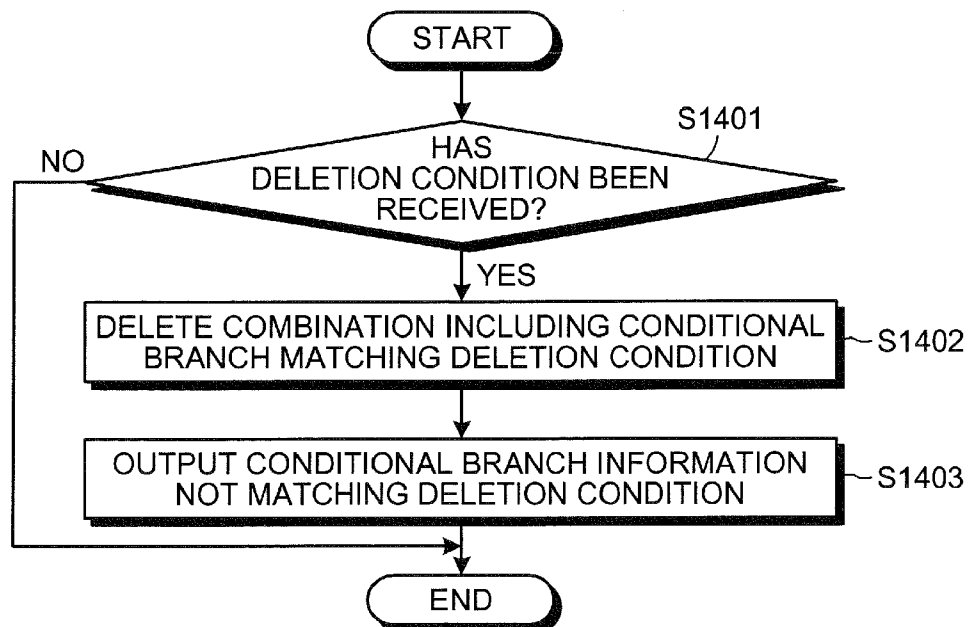 START
S1401
NO
HAS
DELETION CONDITION BEEN
RECEIVED?
YES
DELETE COMBINATION INCLUDING CONDITIONAL
BRANCH MATCHING DELETION CONDITION
S1402
OUTPUT CONDITIONAL BRANCH INFORMATION
NOT MATCHING DELETION CONDITION
S1403
END